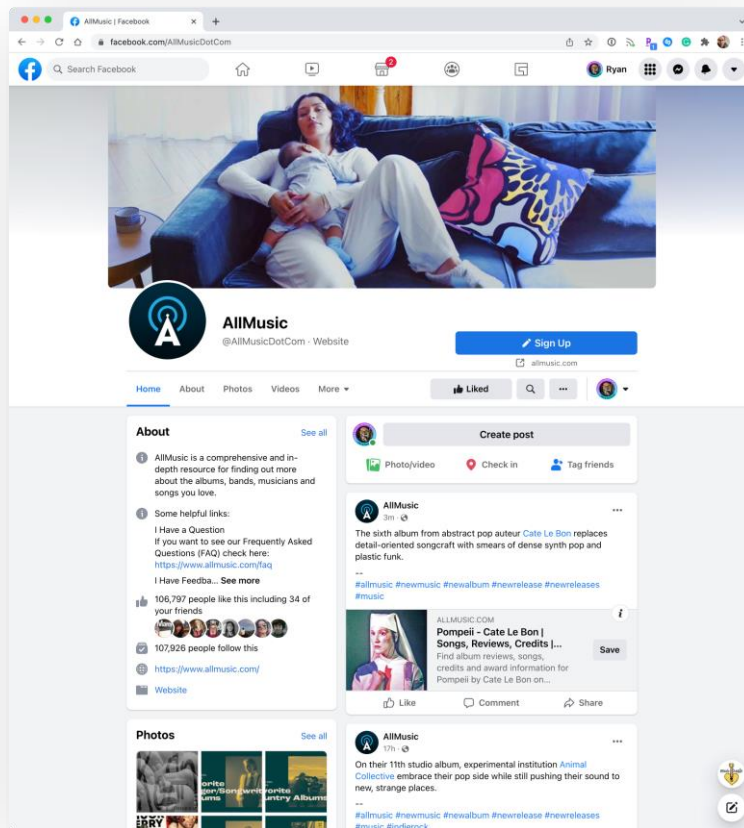 AllMusic | Facebook
facebook.com/AllMusicDotCom
Search Facebook
2
Ryan
AllMusic
@AllMusicDotCom · Website
Sign Up
allmusic.com
Home About Photos Videos More
Liked
About See all
AllMusic is a comprehensive and in-
depth resource for finding out more
about the albums, bands, musicians and
songs you love.
Some helpful links:
I Have a Question
If you want to see our Frequently Asked
Questions (FAQ) check here:
https://www.allmusic.com/faq
I Have Feedba... See more
106,797 people like this including 34 of
your friends
107,926 people follow this
https://www.allmusic.com/
Website
Photos See all
Create post
Photo/video Check in Tag friends
AllMusic
3m
The sixth album from abstract pop auteur Cate Le Bon replaces
detail-oriented songcraft with smears of dense synth pop and
plastic funk.
--
#allmusic #newmusic #newalbum #newrelease #newreleases
#music
ALLMUSIC.COM
Pompeii - Cate Le Bon |
Songs, Reviews, Credits |...
Find album reviews, songs,
credits and award information for
Pompeii by Cate Le Bon on...
Save
Like Comment Share
AllMusic
17h
On their 11th studio album, experimental institution Animal
Collective embrace their pop side while still pushing their sound to
new, strange places.
--
#allmusic #newmusic #newalbum #newrelease #newreleases
#music #indierock